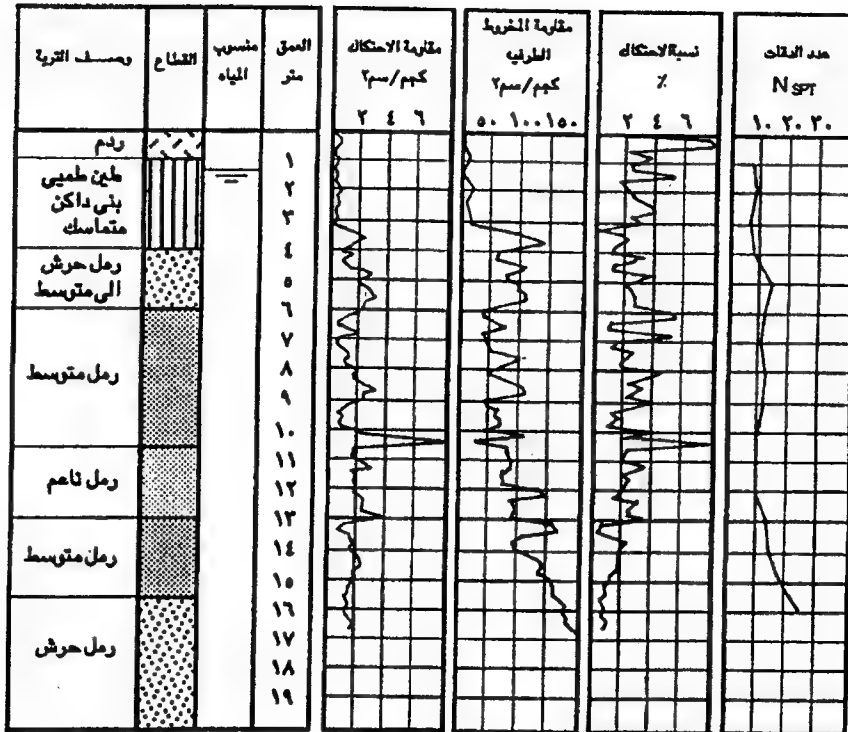 وصف التربة
القطاع
منسوب
المياه
العمق
متر
مقاومة الاحتكاك
كجم/سم٢
٢ ٤ ٦
مقاومة المخروط
الطرفي
كجم/سم٢
٥٠ ١٠٠ ١٥٠
نسبة الاحتكاك
٪
٢ ٤ ٦
عدد الدقات
N SPT
١٠ ٢٠ ٣٠
ردم
طين طميي
بني داكن
متماسك
رمل حرش
الى متوسط
رمل متوسط
رمل ناعم
رمل متوسط
رمل حرش
١
٢
٣
٤
٥
٦
٧
٨
٩
١٠
١١
١٢
١٣
١٤
١٥
١٦
١٧
١٨
١٩